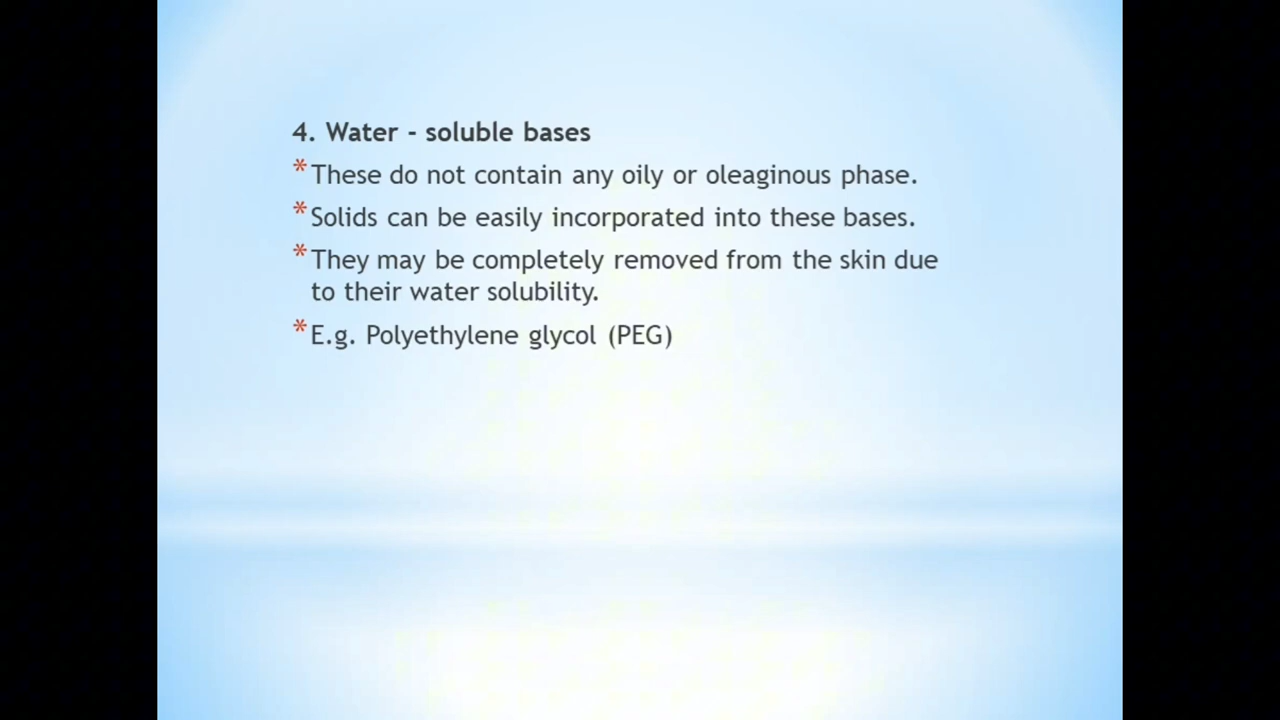 4. Water - soluble bases
*These do not contain any oily or oleaginous phase.
*Solids can be easily incorporated into these bases.
*They may be completely removed from the skin due
to their water solubility.
*E.g. Polyethylene glycol (PEG)